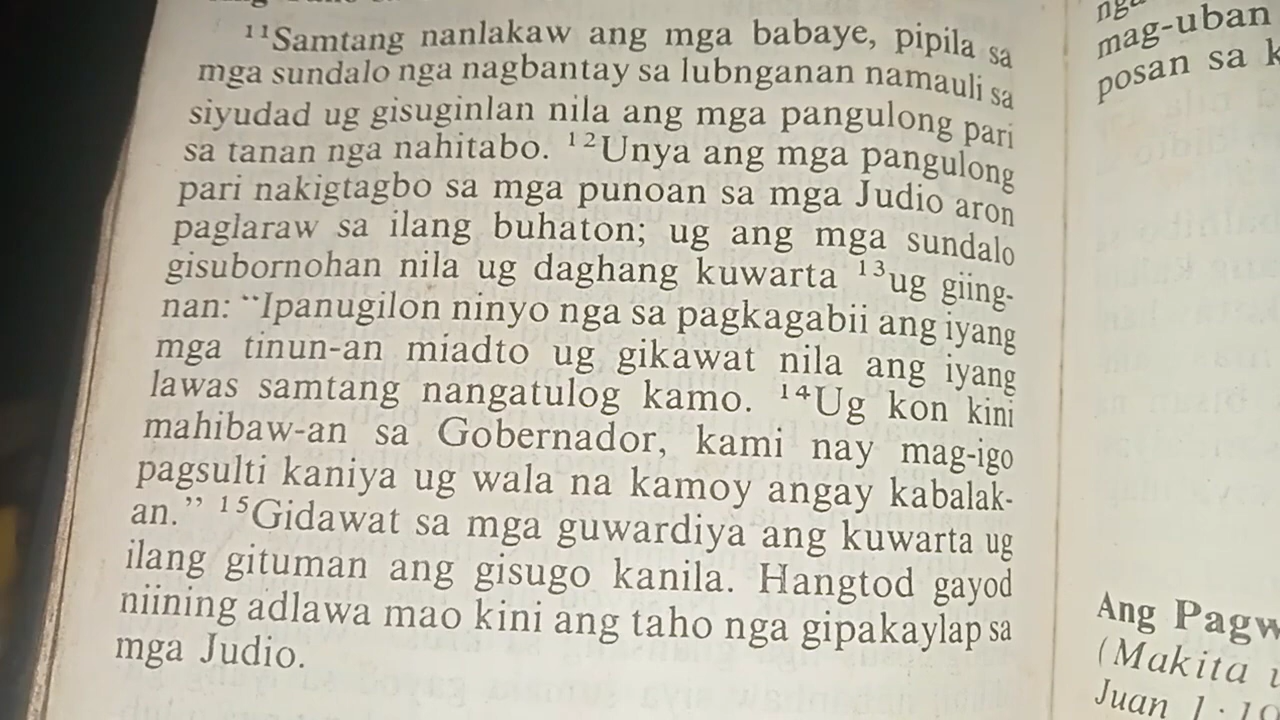 ¹¹Samtang nanlakaw ang mga babaye, pipila sa
mga sundalo nga nagbantay sa lubnganan namauli sa
siyudad ug gisuginlan nila ang mga pangulong pari
sa tanan nga nahitabo. ¹²Unya ang mga pangulong
pari nakigtagbo sa mga punoan sa mga Judio aron
paglaraw sa ilang buhaton; ug ang mga sundalo
gisubornohan nila ug daghang kuwarta ¹³ug giing-
nan: “Ipanugilon ninyo nga sa pagkagabii ang iyang
mga tinun-an miadto ug gikawat nila ang iyang
lawas samtang nangatulog kamo. ¹⁴Ug kon kini
mahibaw-an sa Gobernador, kami nay mag-igo
pagsulti kaniya ug wala na kamoy angay kabalak-
an.” ¹⁵Gidawat sa mga guwardiya ang kuwarta ug
ilang gituman ang gisugo kanila. Hangtod gayod
niining adlawa mao kini ang taho nga gipakaylap sa
mga Judio.
mag-uban
posan sa
Ang
(Makita
Juan 1:19